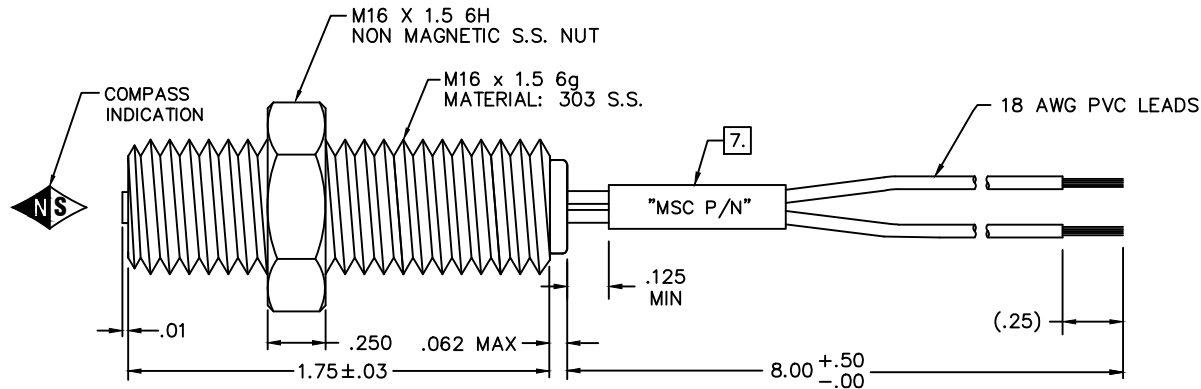 M16 X 1.5 6H
NON MAGNETIC S.S. NUT
M16 x 1.5 6g
MATERIAL: 303 S.S.
COMPASS
INDICATION
18 AWG PVC LEADS
7.
N S
"MSC P/N"
.125
MIN
(.25)
.01
.250
.062 MAX
1.75±.03
8.00 +.50
-.00